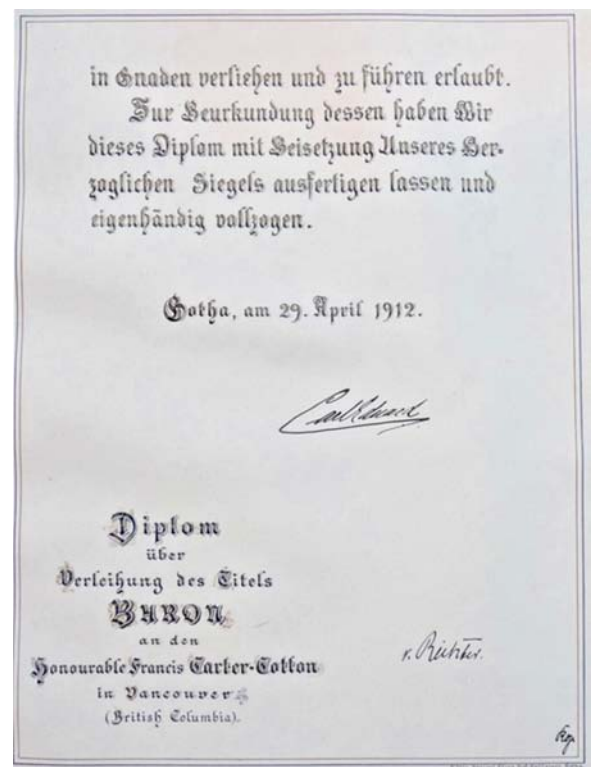 in Gnaden verliehen und zu führen erlaubt.
Zur Beurkundung dessen haben Wir
dieses Diplom mit Beisetzung Unseres Her-
zoglichen Siegels ausfertigen lassen und
eigenhändig vollzogen.
Gotha, am 29. April 1912.
Carl Eduard
Diplom
über
Verleihung des Titels
Baron
an den
Honourable Francis Carter-Cotton
in Vancouver
(British Columbia).
v. Richter.